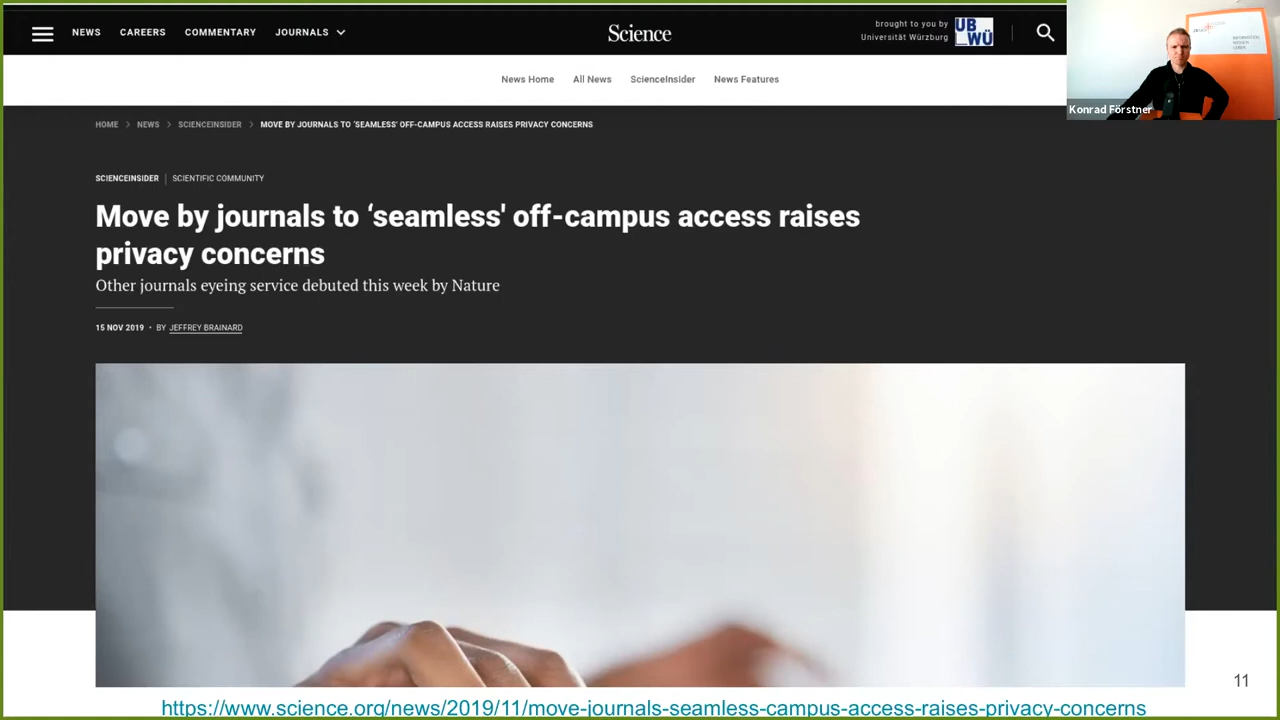 NEWS CAREERS COMMENTARY JOURNALS
Science
brought to you by
Universität Würzburg
UB
WÜ
News Home All News ScienceInsider News Features
Konrad Förstner
HOME > NEWS > SCIENCEINSIDER > MOVE BY JOURNALS TO ‘SEAMLESS’ OFF-CAMPUS ACCESS RAISES PRIVACY CONCERNS
SCIENCEINSIDER | SCIENTIFIC COMMUNITY
Move by journals to ‘seamless' off-campus access raises
privacy concerns
Other journals eyeing service debuted this week by Nature
15 NOV 2019 • BY JEFFREY BRAINARD
11
https://www.science.org/news/2019/11/move-journals-seamless-campus-access-raises-privacy-concerns